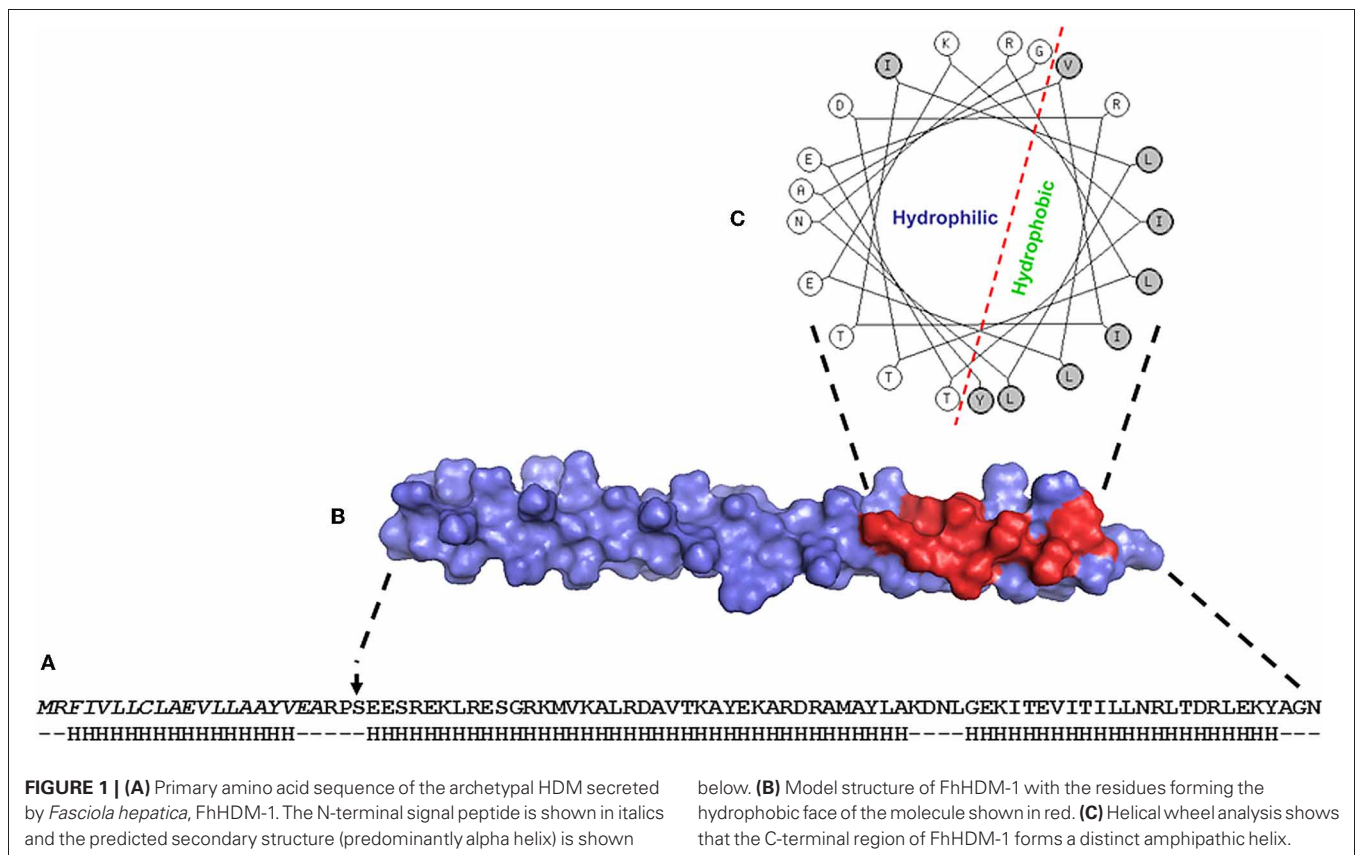 K R G
I V
D R
E L
A
N I
C Hydrophilic Hydrophobic
E L
T I
T L
T Y L
B
A
MRFIVLLCLAEVLLAAYVEARPSEESREKLRESGRKMVKALRDAVTKAYEKARDRAMAYLAKDNLGEKITEVITILLNRLTDRLEKYAGN
--HHHHHHHHHHHHHHHH-----HHHHHHHHHHHHHHHHHHHHHHHHHHHHHHHHHHHHHH----HHHHHHHHHHHHHHHHHHHHHH---
FIGURE 1 | (A) Primary amino acid sequence of the archetypal HDM secreted
by Fasciola hepatica, FhHDM-1. The N-terminal signal peptide is shown in italics
and the predicted secondary structure (predominantly alpha helix) is shown
below. (B) Model structure of FhHDM-1 with the residues forming the
hydrophobic face of the molecule shown in red. (C) Helical wheel analysis shows
that the C-terminal region of FhHDM-1 forms a distinct amphipathic helix.